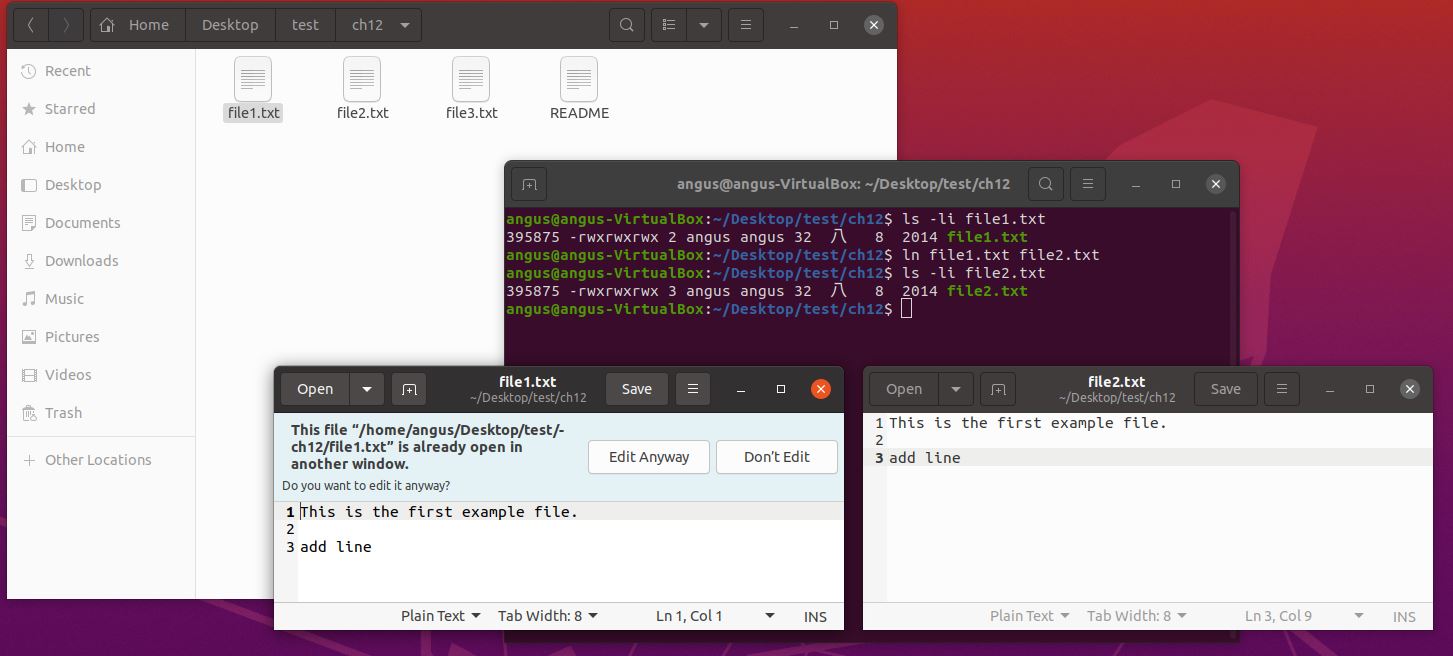 Home Desktop test ch12
Recent
Starred
Home
Desktop
Documents
Downloads
Music
Pictures
Videos
Trash
Other Locations
file1.txt file2.txt file3.txt README
angus@angus-VirtualBox: ~/Desktop/test/ch12
angus@angus-VirtualBox:~/Desktop/test/ch12$ ls -li file1.txt
395875 -rwxrwxrwx 2 angus angus 32 八 8 2014 file1.txt
angus@angus-VirtualBox:~/Desktop/test/ch12$ ln file1.txt file2.txt
angus@angus-VirtualBox:~/Desktop/test/ch12$ ls -li file2.txt
395875 -rwxrwxrwx 3 angus angus 32 八 8 2014 file2.txt
angus@angus-VirtualBox:~/Desktop/test/ch12$
Open file1.txt Save
~/Desktop/test/ch12
This file “/home/angus/Desktop/test/-
ch12/file1.txt” is already open in
another window.
Do you want to edit it anyway?
Edit Anyway Don’t Edit
1 This is the first example file.
2
3 add line
Plain Text Tab Width: 8 Ln 1, Col 1 INS
Open file2.txt Save
~/Desktop/test/ch12
1 This is the first example file.
2
3 add line
Plain Text Tab Width: 8 Ln 3, Col 9 INS